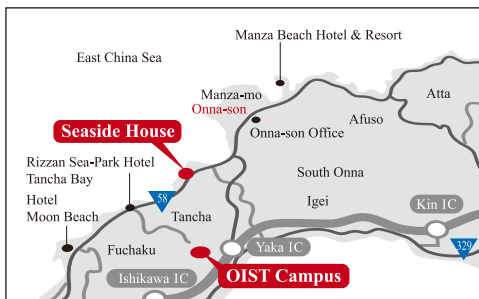 Manza Beach Hotel & Resort
East China Sea
Manza-mo
Onna-son
Atta
Afuso
Onna-son Office
Seaside House
Rizzan Sea-Park Hotel
Tancha Bay
South Onna
Igei
58
Hotel
Moon Beach
Tancha
Kin IC
Fuchaku
Yaka IC
329
Ishikawa IC
OIST Campus